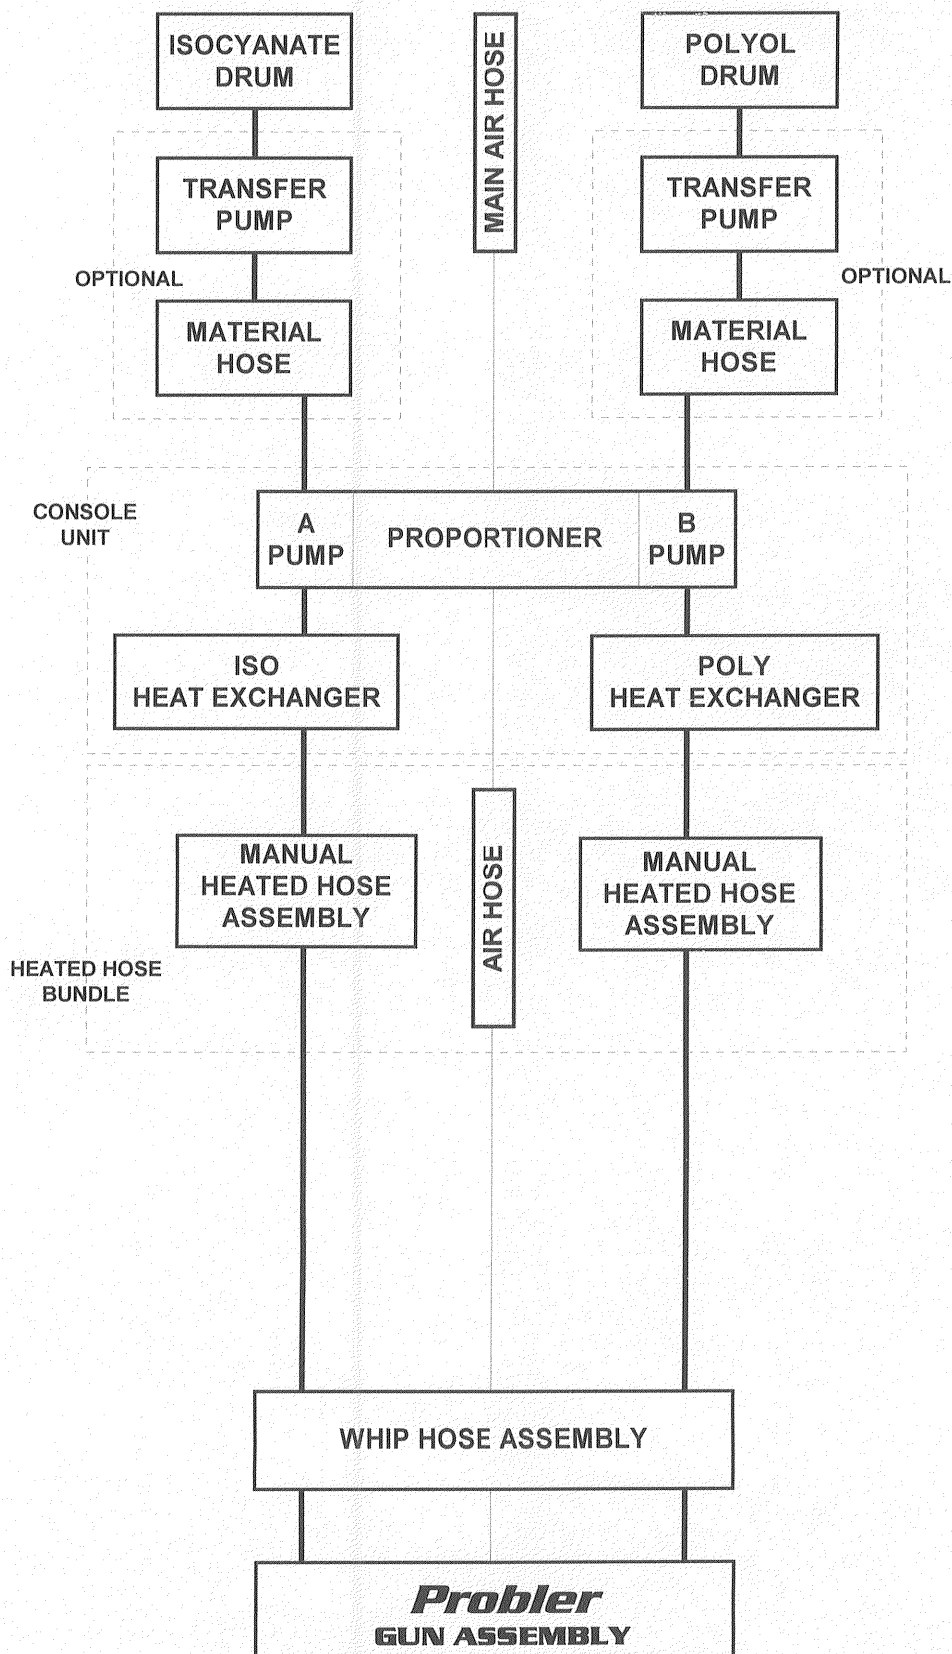 ISOCYANATE
DRUM
MAIN AIR HOSE
POLYOL
DRUM
TRANSFER
PUMP
TRANSFER
PUMP
OPTIONAL
OPTIONAL
MATERIAL
HOSE
MATERIAL
HOSE
CONSOLE
UNIT
A
PUMP
PROPORTIONER
B
PUMP
ISO
HEAT EXCHANGER
POLY
HEAT EXCHANGER
MANUAL
HEATED HOSE
ASSEMBLY
AIR HOSE
MANUAL
HEATED HOSE
ASSEMBLY
HEATED HOSE
BUNDLE
WHIP HOSE ASSEMBLY
Probler
GUN ASSEMBLY